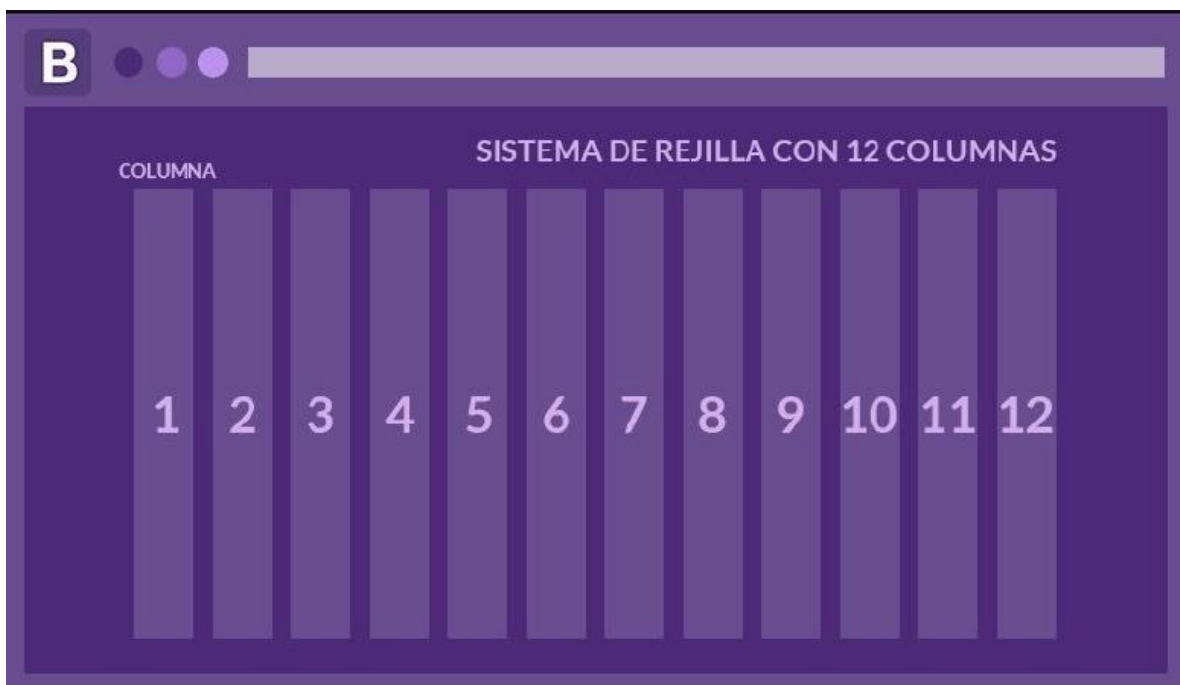 B
SISTEMA DE REJILLA CON 12 COLUMNAS
COLUMNA
1 2 3 4 5 6 7 8 9 10 11 12